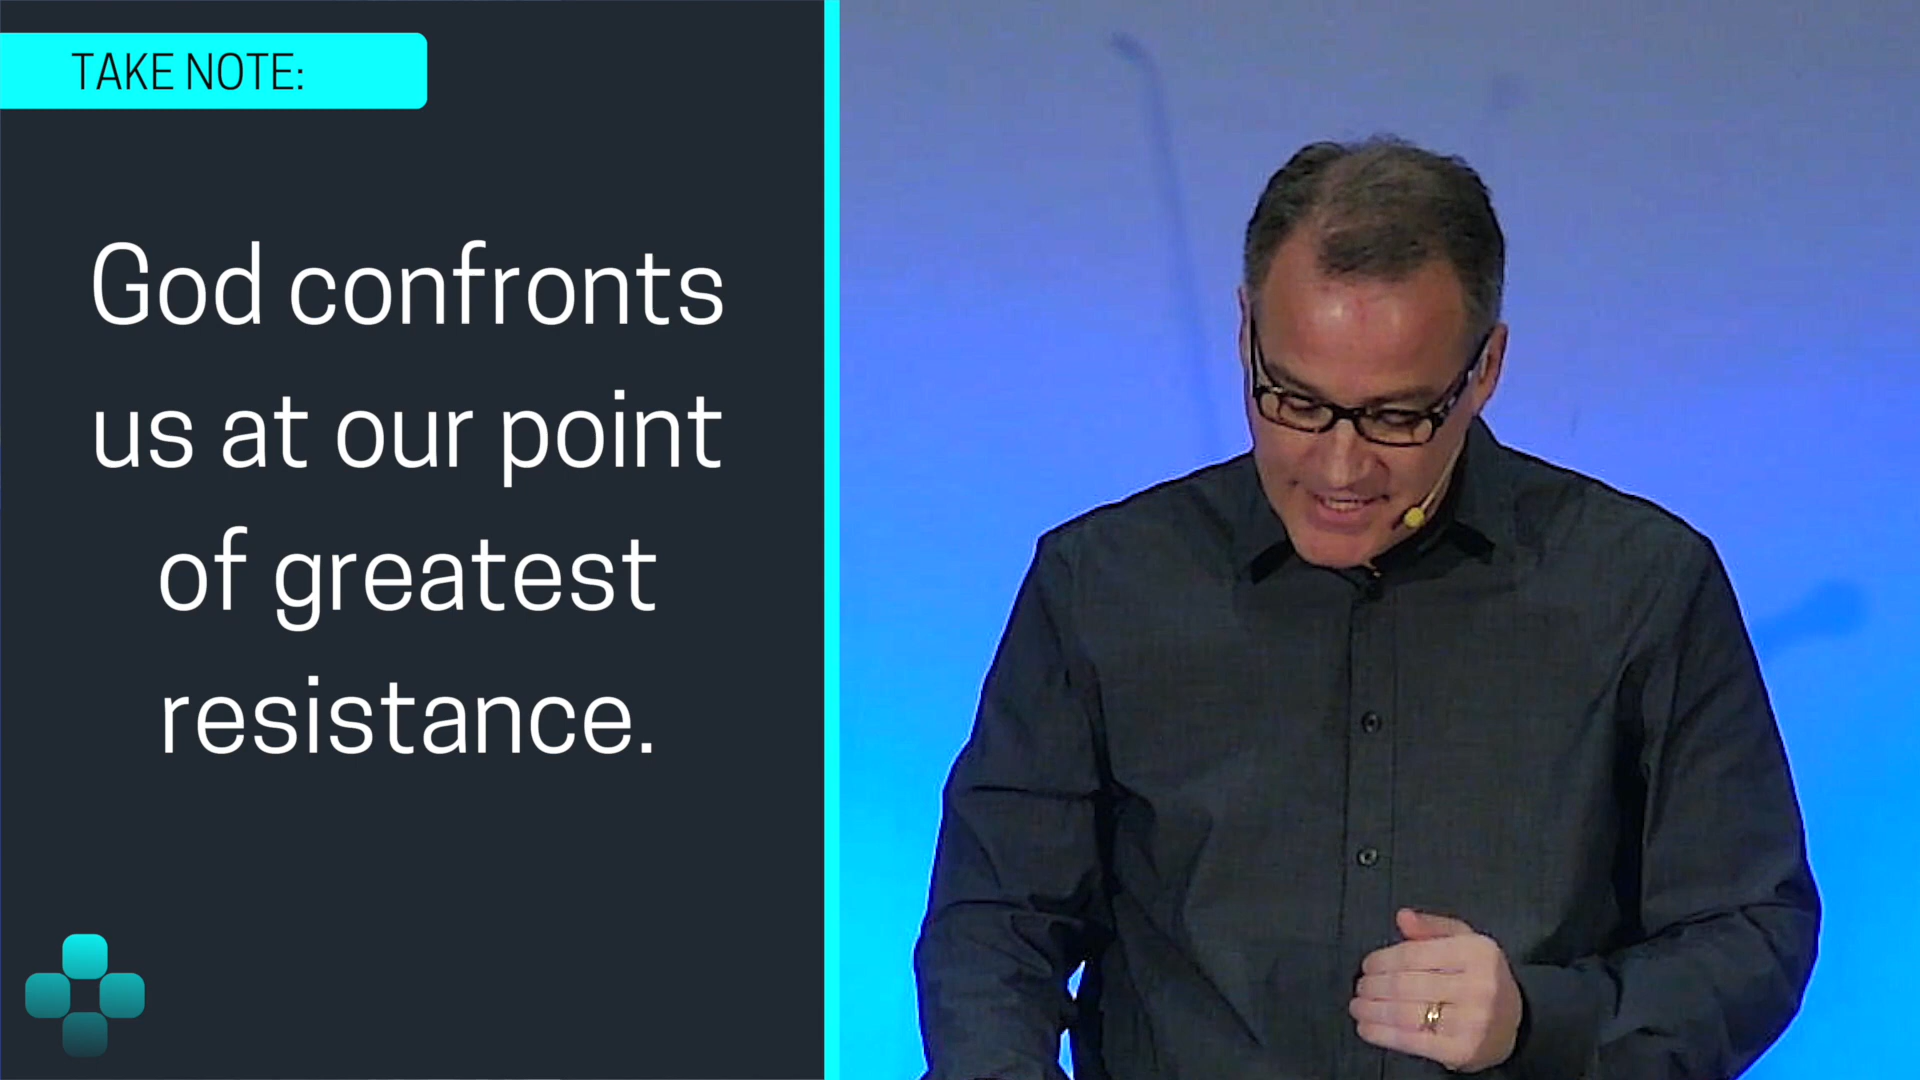 TAKE NOTE:
God confronts
us at our point
of greatest
resistance.